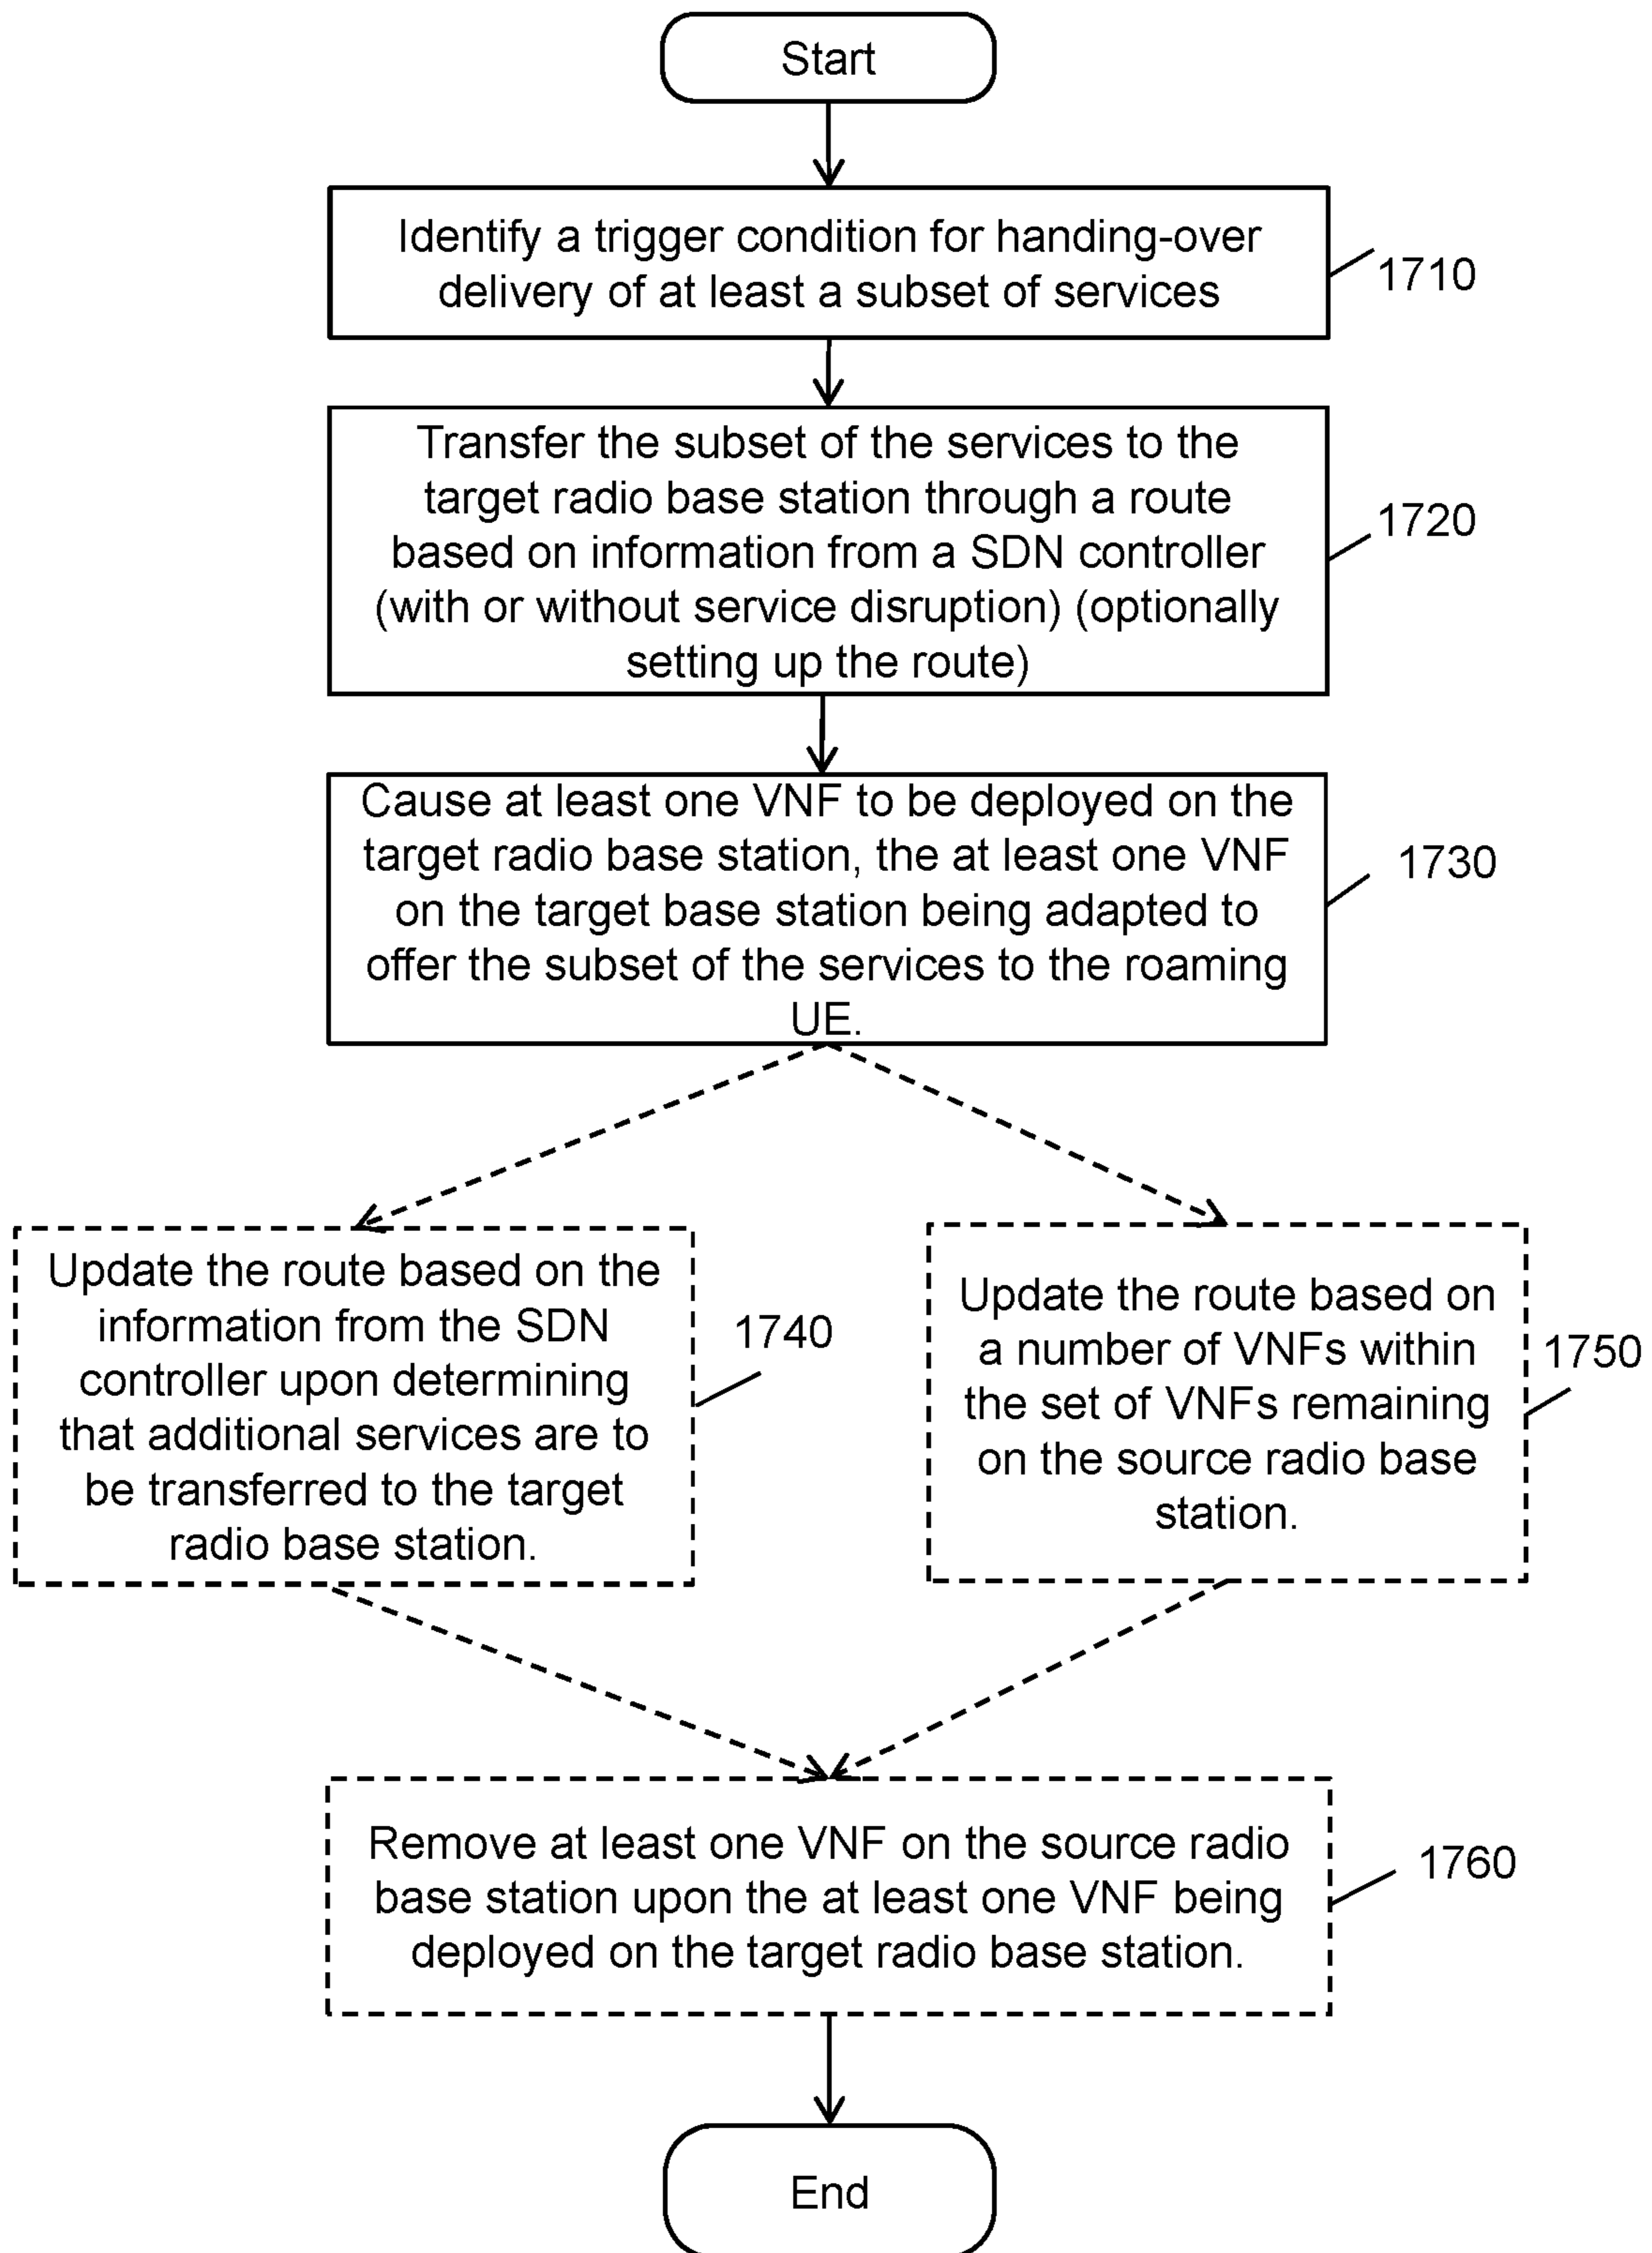 Start
Identify a trigger condition for handing-over
delivery of at least a subset of services
1710
Transfer the subset of the services to the
target radio base station through a route
based on information from a SDN controller
(with or without service disruption) (optionally
setting up the route)
1720
Cause at least one VNF to be deployed on the
target radio base station, the at least one VNF
on the target base station being adapted to
offer the subset of the services to the roaming
UE.
1730
Update the route based on the
information from the SDN
controller upon determining
that additional services are to
be transferred to the target
radio base station.
1740
Update the route based on
a number of VNFs within
the set of VNFs remaining
on the source radio base
station.
1750
Remove at least one VNF on the source radio
base station upon the at least one VNF being
deployed on the target radio base station.
1760
End